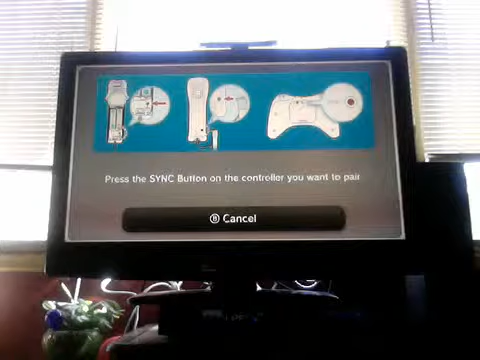 Press the SYNC Button on the controller you want to pair
Ⓑ Cancel